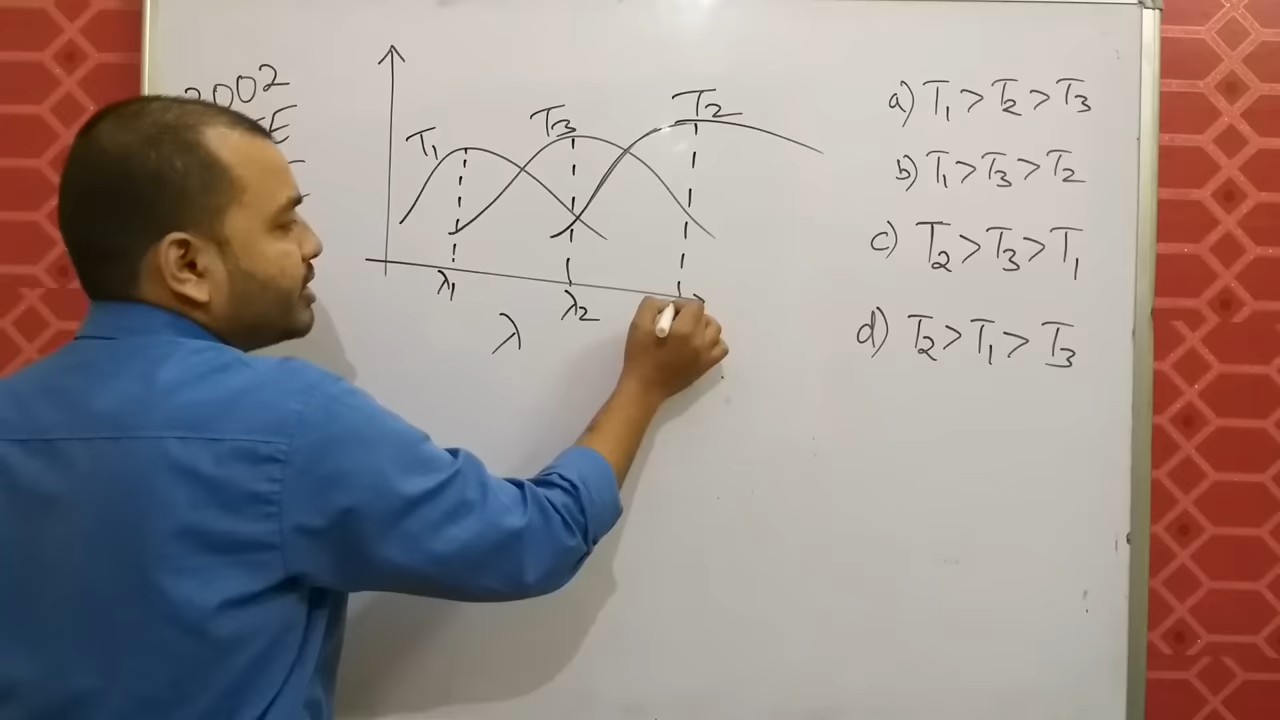 2002
T₁
T₃
T₂
λ₁
λ₂
λ
a) T₁ > T₂ > T₃
b) T₁ > T₃ > T₂
c) T₂ > T₃ > T₁
d) T₂ > T₁ > T₃